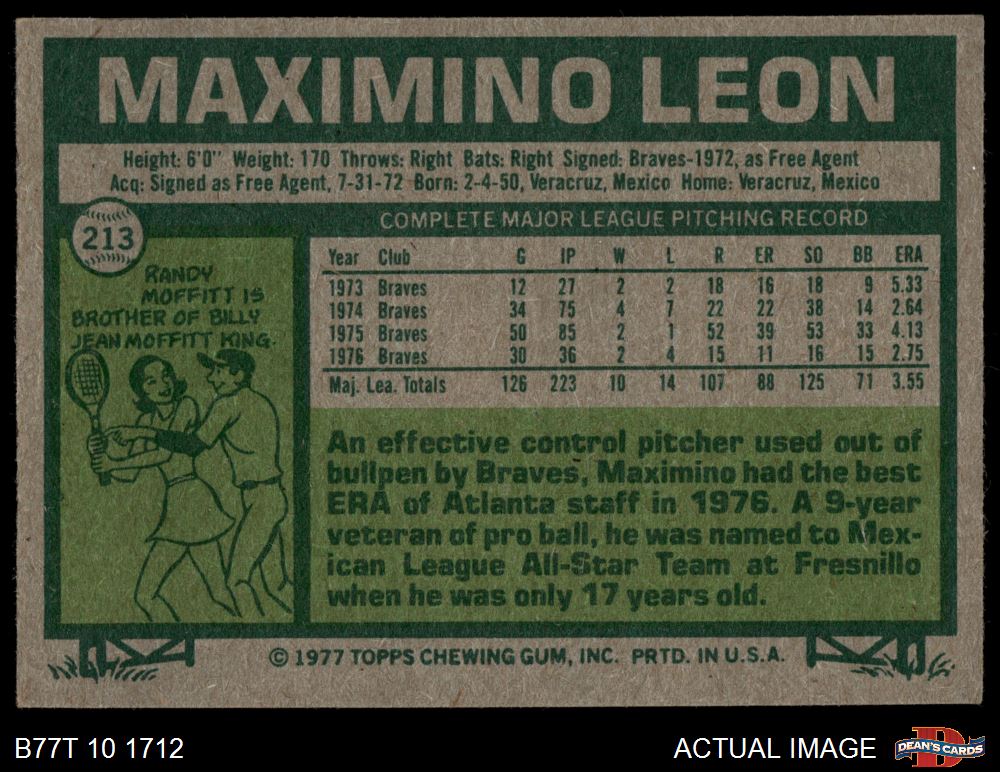 MAXIMINO LEON
Height: 6'0" Weight: 170 Throws: Right Bats: Right Signed: Braves-1972, as Free Agent
Acq: Signed as Free Agent, 7-31-72 Born: 2-4-50, Veracruz, Mexico Home: Veracruz, Mexico
213
RANDY
MOFFITT IS
BROTHER OF BILLY
JEAN MOFFITT KING.
COMPLETE MAJOR LEAGUE PITCHING RECORD
Year Club G IP W L R ER SO BB ERA
1973 Braves 12 27 2 2 18 16 18 9 5.33
1974 Braves 34 75 4 7 22 22 38 14 2.64
1975 Braves 50 85 2 1 52 39 53 33 4.13
1976 Braves 30 36 2 4 15 11 16 15 2.75
Maj. Lea. Totals 126 223 10 14 107 88 125 71 3.55
An effective control pitcher used out of
bullpen by Braves, Maximino had the best
ERA of Atlanta staff in 1976. A 9-year
veteran of pro ball, he was named to Mex-
ican League All-Star Team at Fresnillo
when he was only 17 years old.
© 1977 TOPPS CHEWING GUM, INC. PRTD. IN U.S.A.
B77T 10 1712
ACTUAL IMAGE
D
DEAN'S CARDS